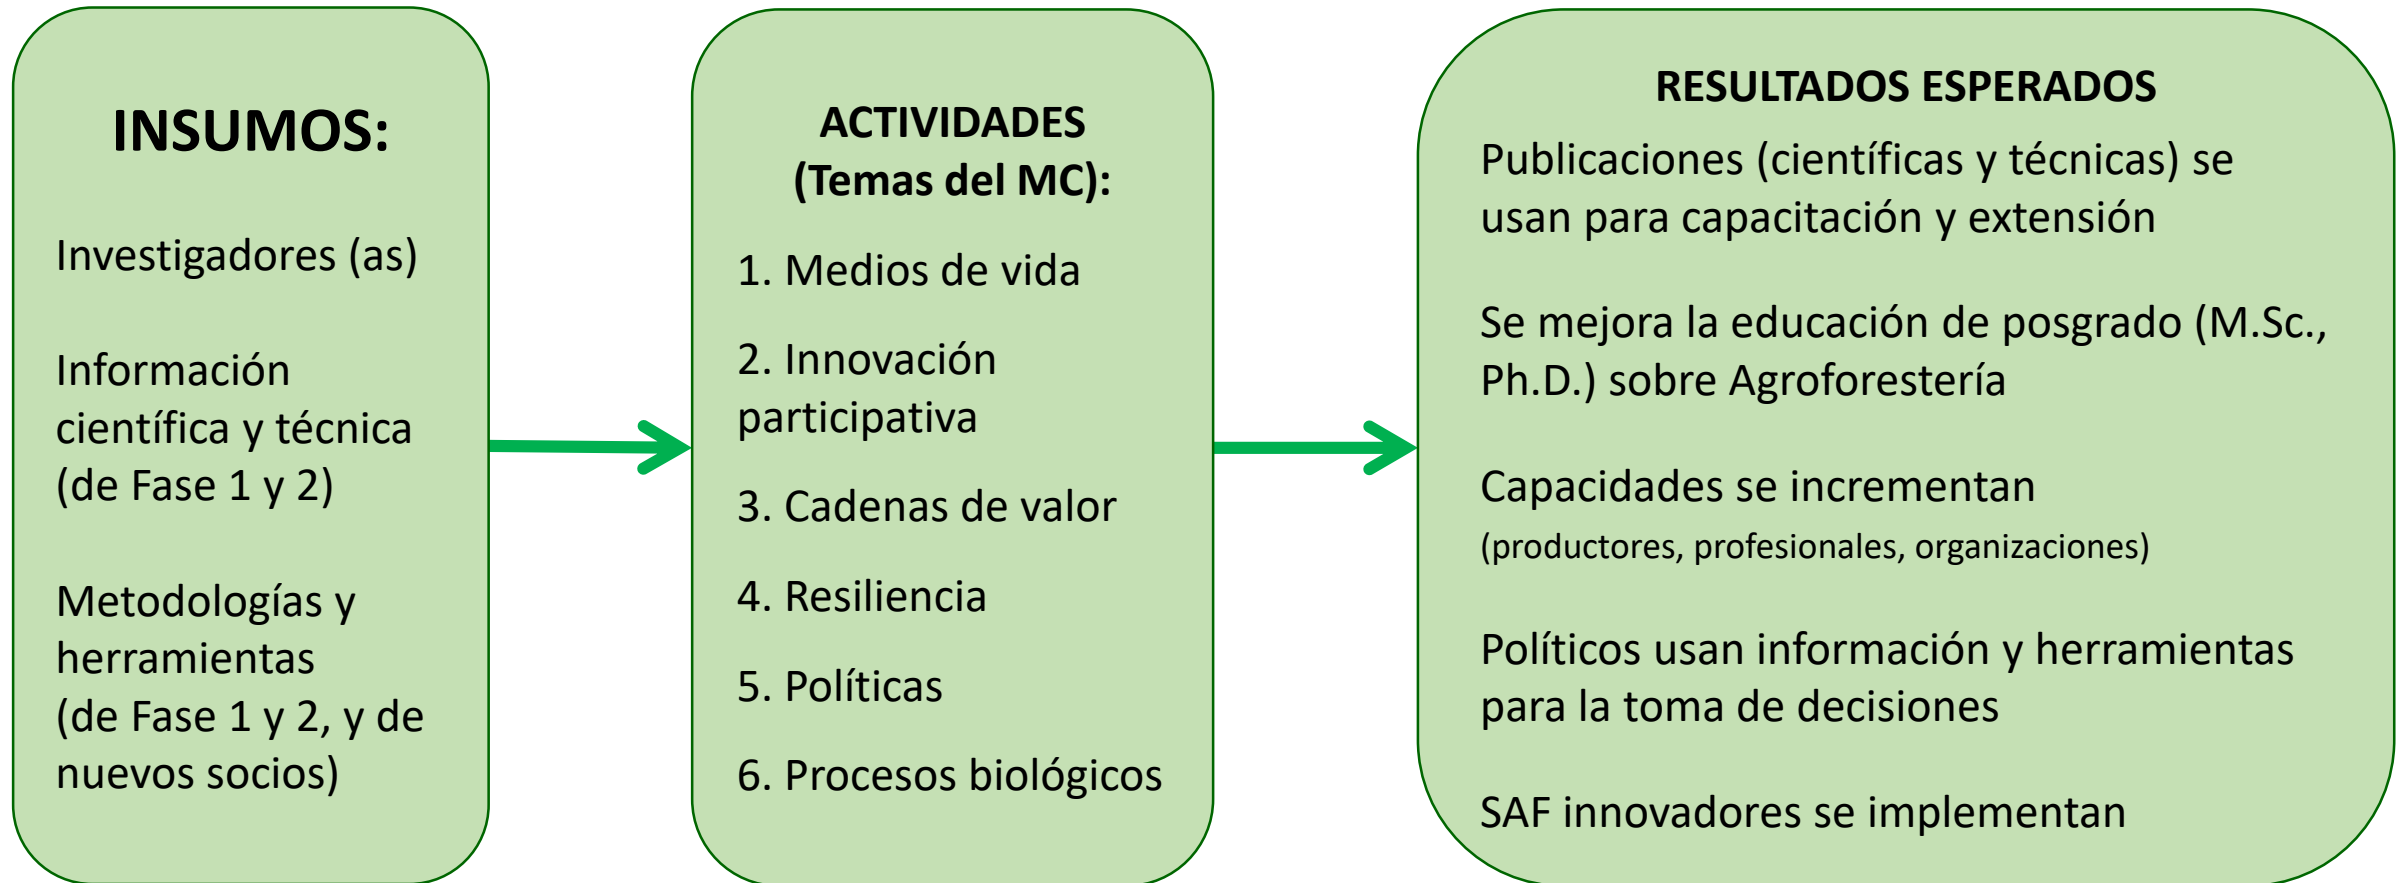 INSUMOS:
Investigadores (as)
Información
científica y técnica
(de Fase 1 y 2)
Metodologías y
herramientas
(de Fase 1 y 2, y de
nuevos socios)
ACTIVIDADES
(Temas del MC):
1. Medios de vida
2. Innovación
participativa
3. Cadenas de valor
4. Resiliencia
5. Políticas
6. Procesos biológicos
RESULTADOS ESPERADOS
Publicaciones (científicas y técnicas) se
usan para capacitación y extensión
Se mejora la educación de posgrado (M.Sc.,
Ph.D.) sobre Agroforestería
Capacidades se incrementan
(productores, profesionales, organizaciones)
Políticos usan información y herramientas
para la toma de decisiones
SAF innovadores se implementan